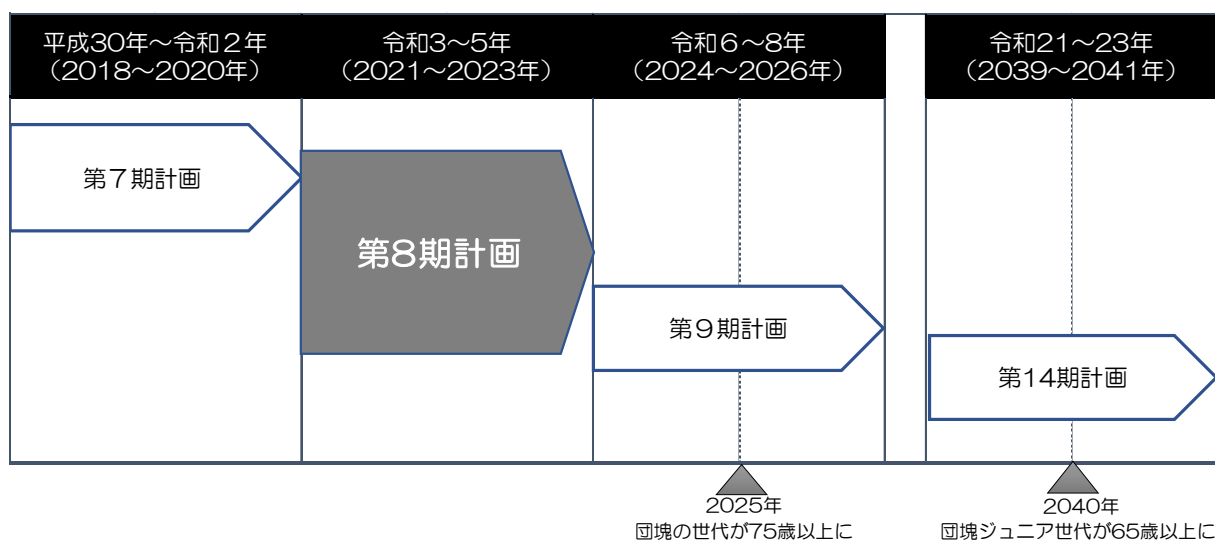 平成30年～令和２年
（2018～2020年）
令和3～5年
（2021～2023年）
令和６～８年
（2024～2026年）
令和21～23年
（2039～2041年）
第７期計画
第8期計画
第９期計画
第14期計画
2025年
団塊の世代が75歳以上に
2040年
団塊ジュニア世代が65歳以上に